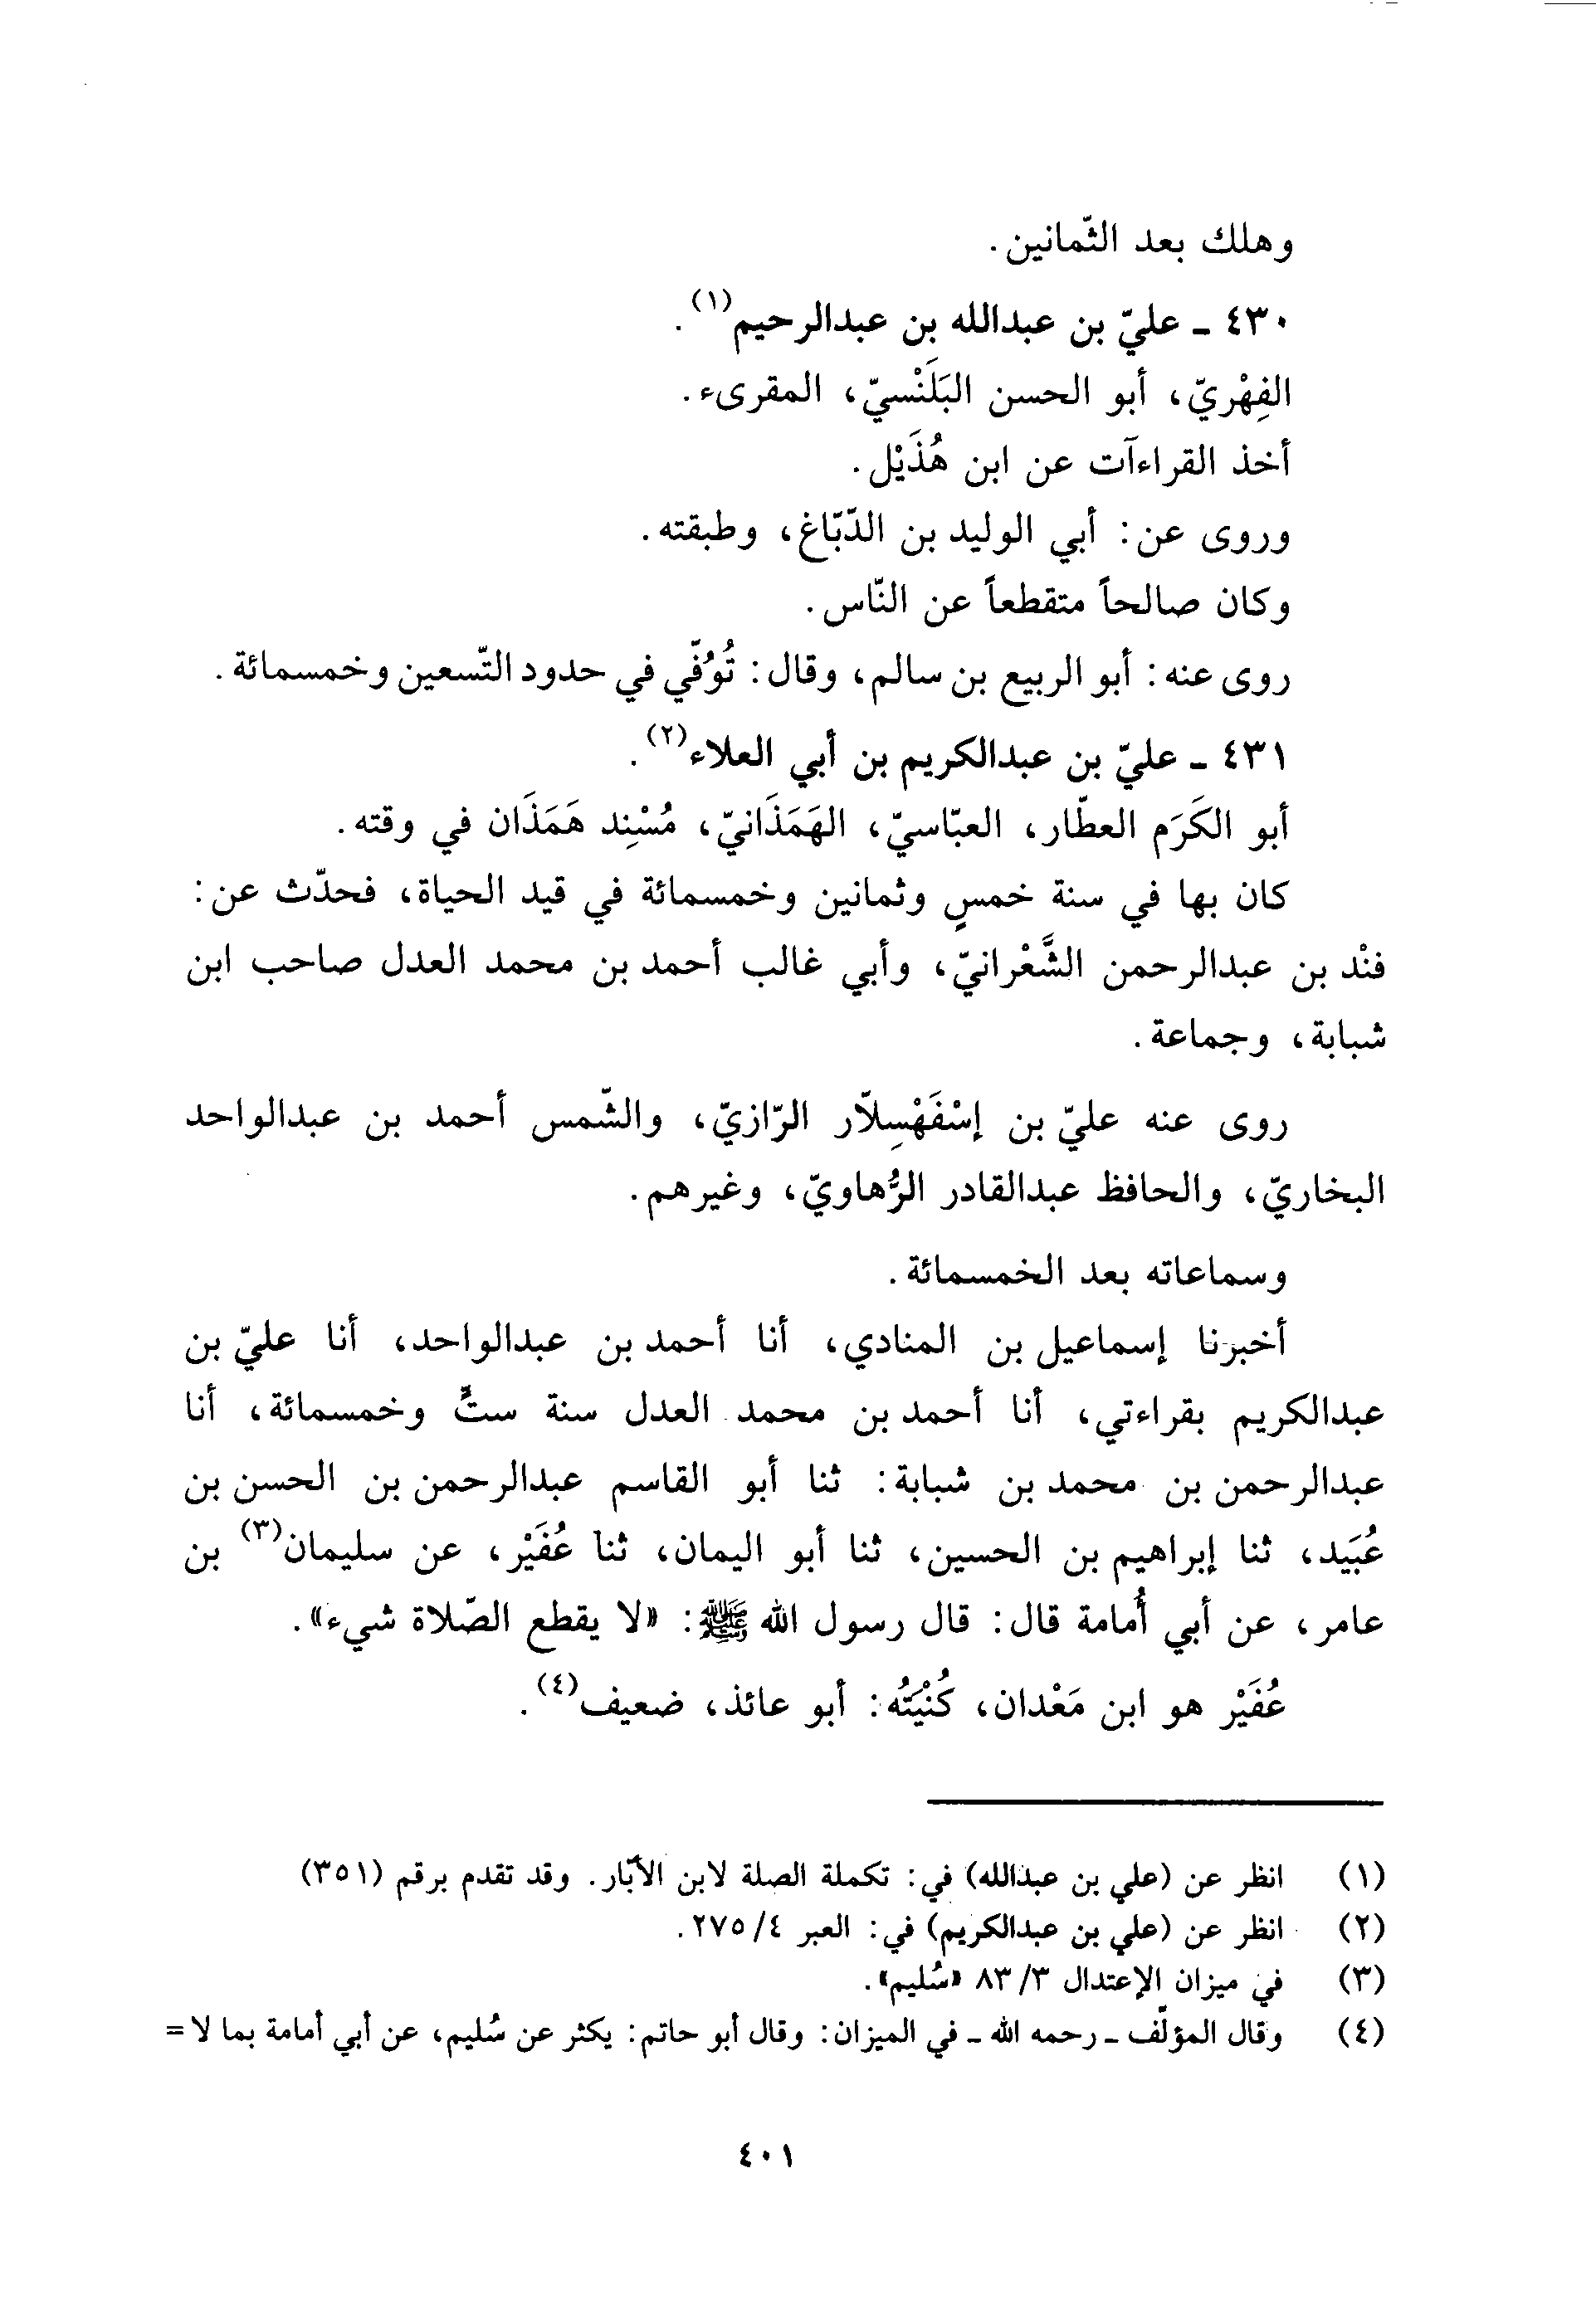 وهلك بعد الثّمانين.
٤٣٠ ـ عليّ بن عبدالله بن عبدالرحيم(١).
الفِهْريّ، أبو الحسن البَلَنْسيّ، المقرىء.
أخذ القراءآت عن ابن هُذَيْل.
وروى عن: أبي الوليد بن الدّبّاغ، وطبقته.
وكان صالحاً متقطعاً عن النّاس.
روى عنه: أبو الربيع بن سالم، وقال: تُوُفّي في حدود التّسعين وخمسمائة.
٤٣١ ـ عليّ بن عبدالكريم بن أبي العلاء(٢).
أبو الكَرَم العطّار، العبّاسيّ، الهَمَذَانيّ، مُسْنِد هَمَذَان في وقته.
كان بها في سنة خمسٍ وثمانين وخمسمائة في قيد الحياة، فحدّث عن:
فنْد بن عبدالرحمن الشَّعْرانيّ، وأبي غالب أحمد بن محمد العدل صاحب ابن
شبابة، وجماعة.
روى عنه عليّ بن إسْفَهْسِلاّر الرّازيّ، والشّمس أحمد بن عبدالواحد
البخاريّ، والحافظ عبدالقادر الرُّهاويّ، وغيرهم.
وسماعاته بعد الخمسمائة.
أخبرنا إسماعيل بن المنادي، أنا أحمد بن عبدالواحد، أنا عليّ بن
عبدالكريم بقراءتي، أنا أحمد بن محمد العدل سنة ستٍّ وخمسمائة، أنا
عبدالرحمن بن محمد بن شبابة: ثنا أبو القاسم عبدالرحمن بن الحسن بن
عُبَيد، ثنا إبراهيم بن الحسين، ثنا أبو اليمان، ثنا عُفَيْر، عن سليمان(٣) بن
عامر، عن أبي أُمامة قال: قال رسول الله ﷺ: «لا يقطع الصّلاة شيء».
عُفَيْر هو ابن مَعْدان، كُنْيَتُه: أبو عائذ، ضعيف(٤).
(١) انظر عن (علي بن عبدالله) في: تكملة الصلة لابن الأبّار. وقد تقدم برقم (٣٥١)
(٢) انظر عن (علي بن عبدالكريم) في: العبر ٤/٢٧٥.
(٣) في ميزان الإعتدال ٣/٨٣ «سُليم».
(٤) وقال المؤلّف ـ رحمه الله ـ في الميزان: وقال أبو حاتم: يكثر عن سُليم، عن أبي أمامة بما لا =
٤٠١